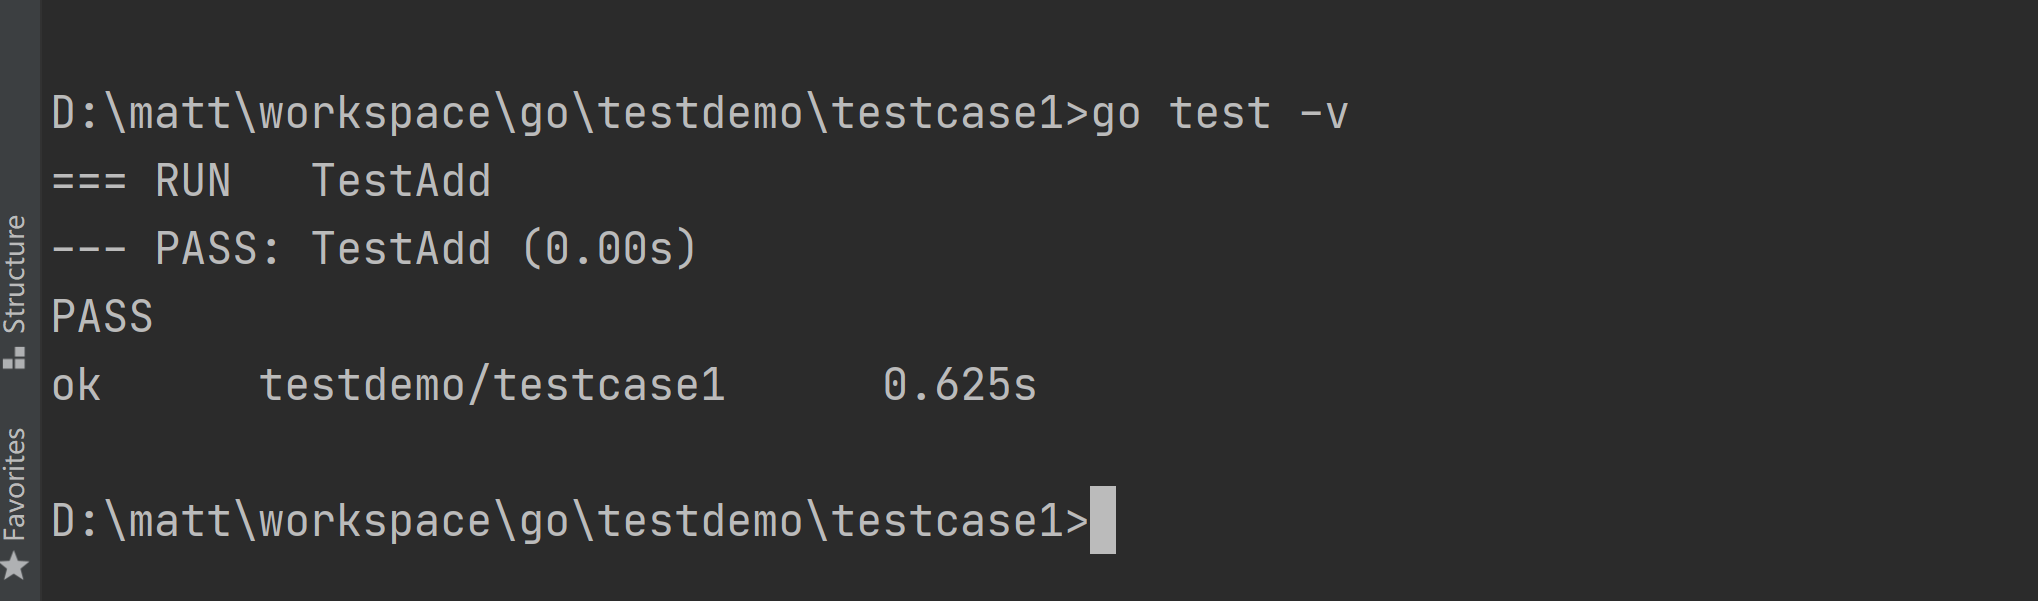 D:\matt\workspace\go\testdemo\testcase1>go test -v
=== RUN   TestAdd
--- PASS: TestAdd (0.00s)
PASS
ok      testdemo/testcase1      0.625s
D:\matt\workspace\go\testdemo\testcase1>
Structure
Favorites